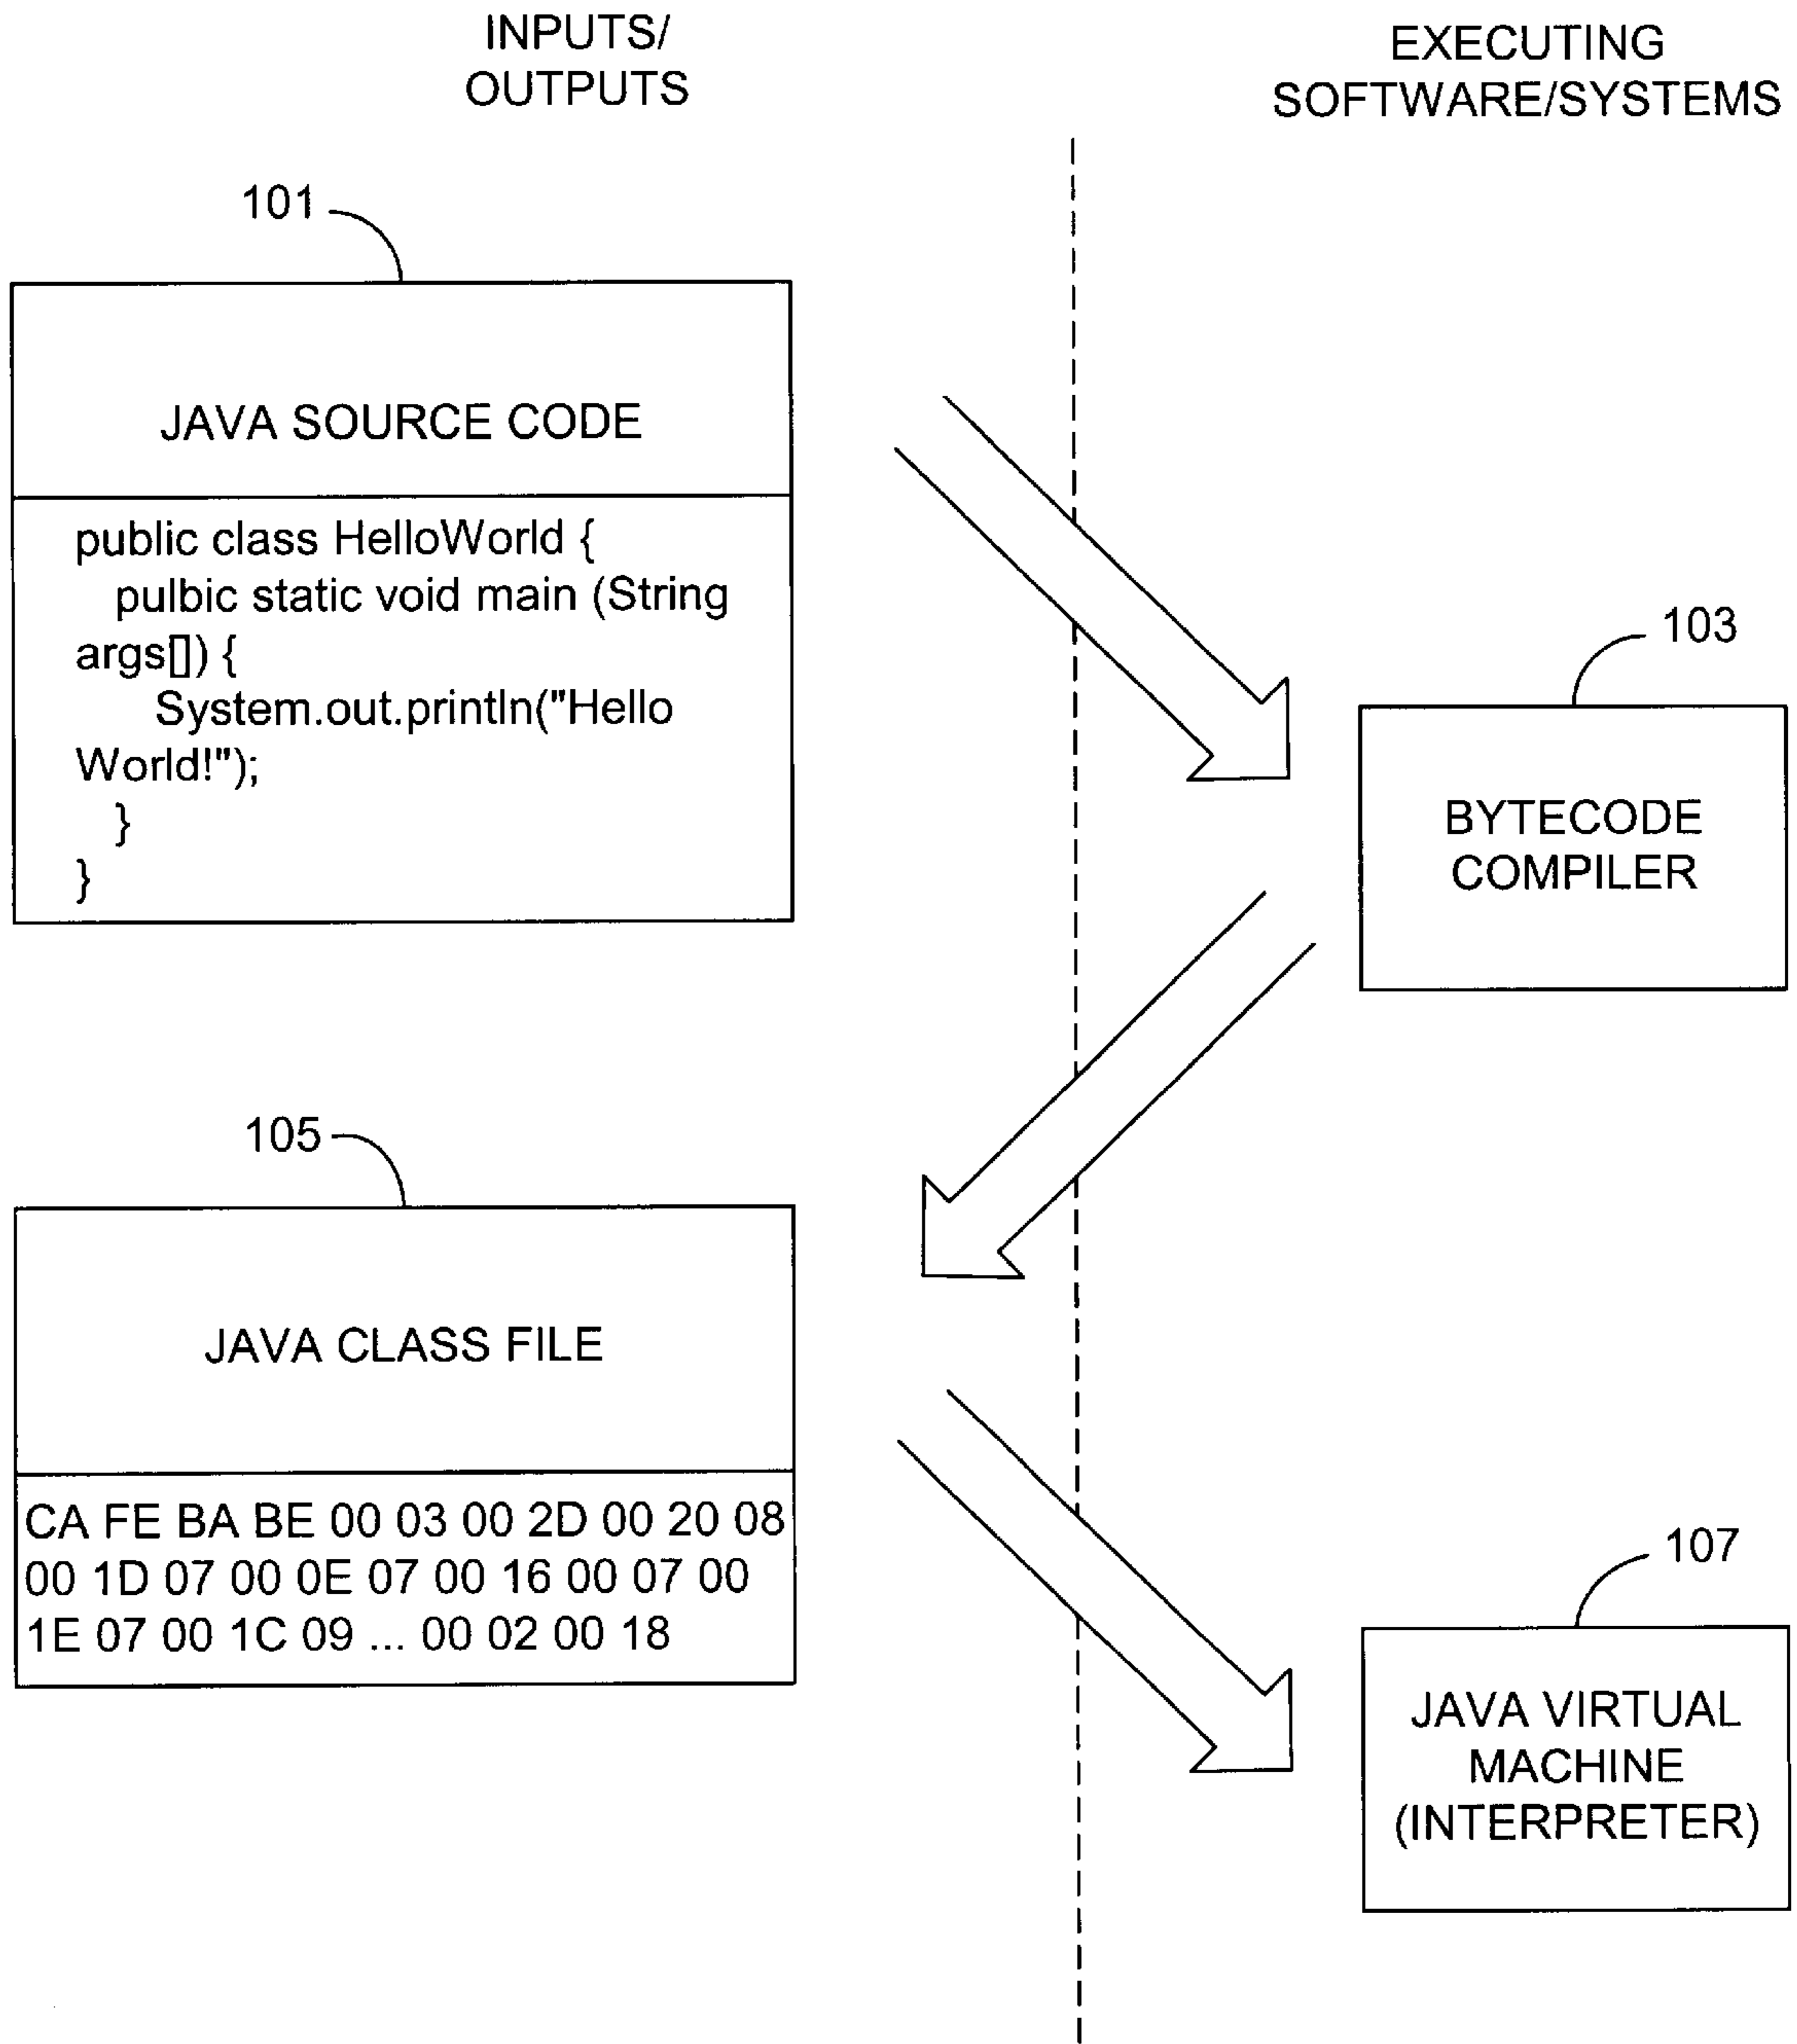 INPUTS/
OUTPUTS
EXECUTING
SOFTWARE/SYSTEMS
101
JAVA SOURCE CODE
public class HelloWorld {
pulbic static void main (String
args[]) {
System.out.println("Hello
World!");
}
}
103
BYTECODE
COMPILER
105
JAVA CLASS FILE
CA FE BA BE 00 03 00 2D 00 20 08
00 1D 07 00 0E 07 00 16 00 07 00
1E 07 00 1C 09 ... 00 02 00 18
107
JAVA VIRTUAL
MACHINE
(INTERPRETER)